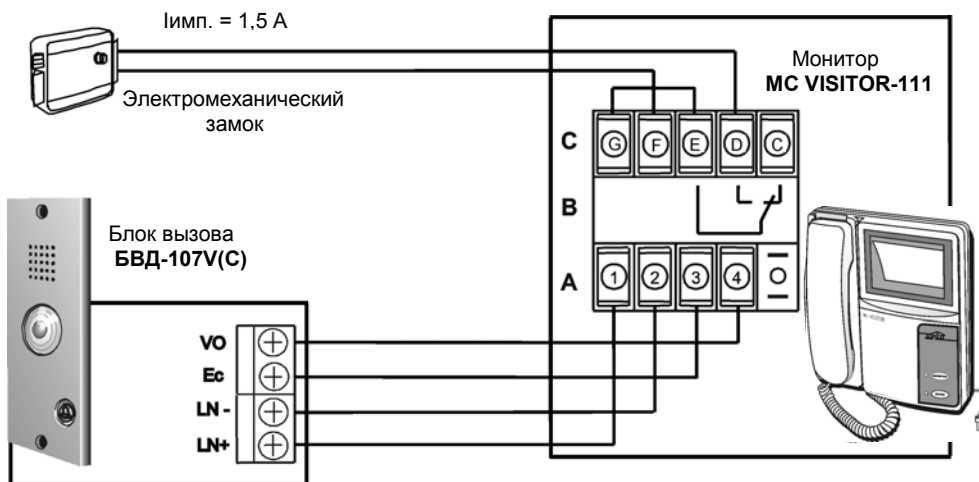 Iимп. = 1,5 А
Электромеханический
замок
Монитор
МС VISITOR-111
C
G F E D C
B
A
1 2 3 4
Блок вызова
БВД-107V(C)
VO
Ec
LN -
LN+